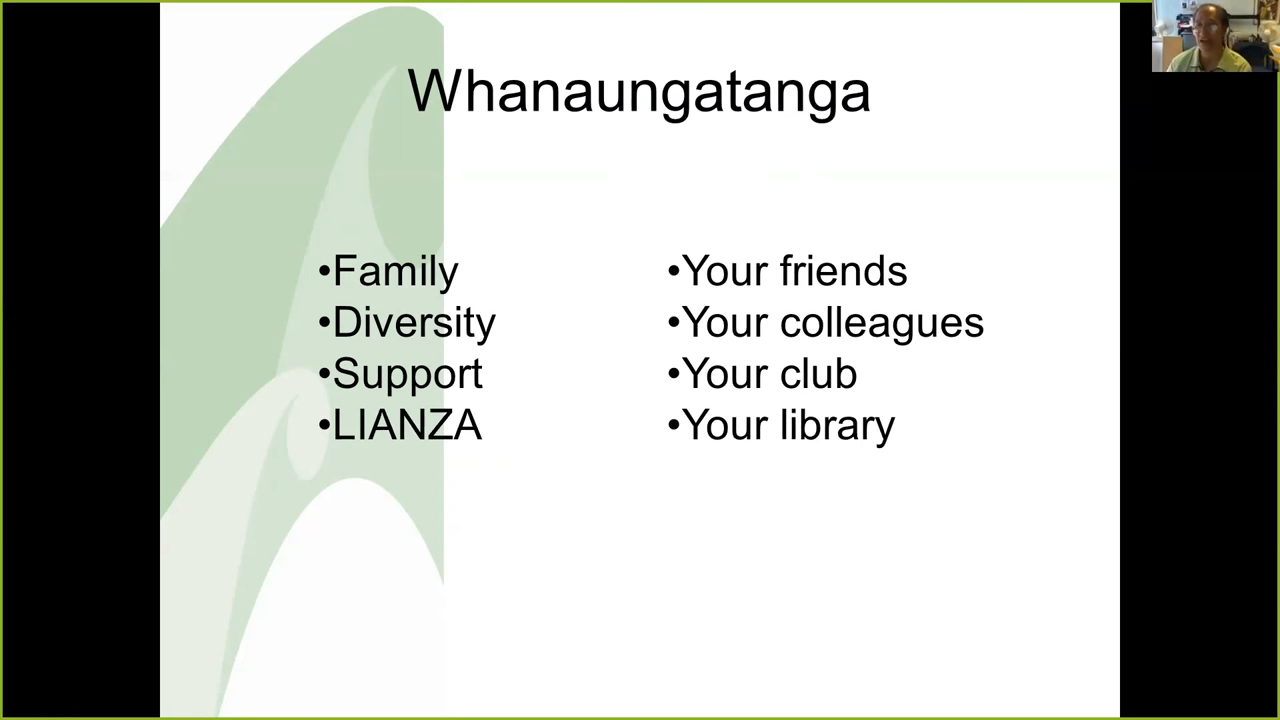 Whanaungatanga
•Family
•Diversity
•Support
•LIANZA
•Your friends
•Your colleagues
•Your club
•Your library